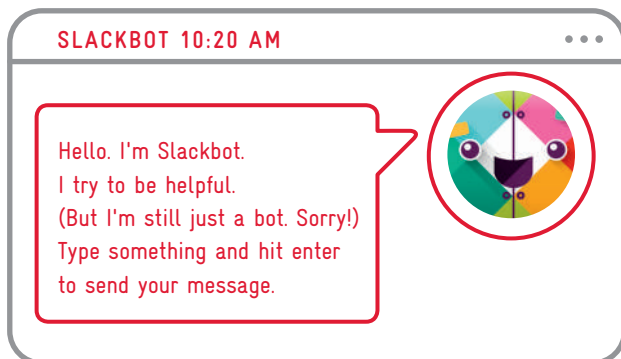 SLACKBOT 10:20 AM
Hello. I'm Slackbot.
I try to be helpful.
(But I'm still just a bot. Sorry!)
Type something and hit enter
to send your message.